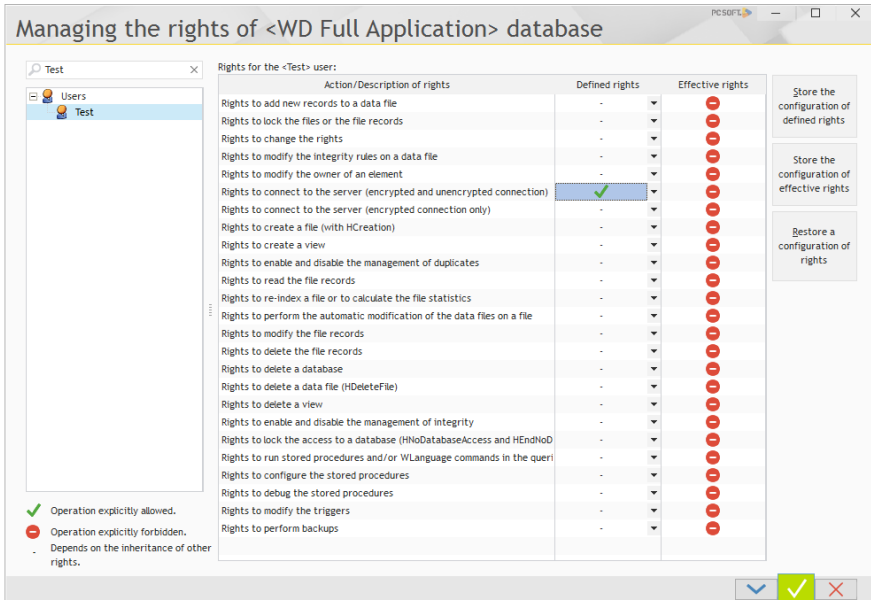 PC SOFT
Managing the rights of <WD Full Application> database
Test
Users
Test
Rights for the <Test> user:
Action/Description of rights Defined rights Effective rights
Rights to add new records to a data file -
Rights to lock the files or the file records -
Rights to change the rights -
Rights to modify the integrity rules on a data file -
Rights to modify the owner of an element -
Rights to connect to the server (encrypted and unencrypted connection)
Rights to connect to the server (encrypted connection only) -
Rights to create a file (with HCreation) -
Rights to create a view -
Rights to enable and disable the management of duplicates -
Rights to read the file records -
Rights to re-index a file or to calculate the file statistics -
Rights to perform the automatic modification of the data files on a file -
Rights to modify the file records -
Rights to delete the file records -
Rights to delete a database -
Rights to delete a data file (HDeleteFile) -
Rights to delete a view -
Rights to enable and disable the management of integrity -
Rights to lock the access to a database (HNoDatabaseAccess and HEndNoD -
Rights to run stored procedures and/or WLanguage commands in the queri -
Rights to configure the stored procedures -
Rights to debug the stored procedures -
Rights to modify the triggers -
Rights to perform backups -
Store the
configuration of
defined rights
Store the
configuration of
effective rights
Restore a
configuration of
rights
Operation explicitly allowed.
Operation explicitly forbidden.
- Depends on the inheritance of other
rights.